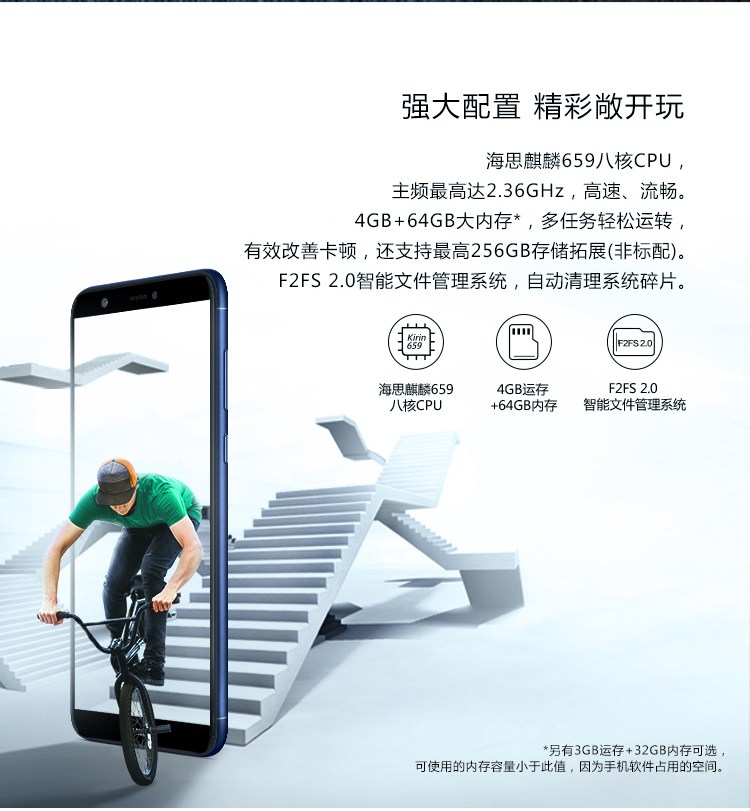 强大配置 精彩敞开玩
海思麒麟659八核CPU，
主频最高达2.36GHz，高速、流畅。
4GB+64GB大内存*，多任务轻松运转，
有效改善卡顿，还支持最高256GB存储拓展(非标配)。
F2FS 2.0智能文件管理系统，自动清理系统碎片。
Kirin
659
F2FS 2.0
海思麒麟659
八核CPU
4GB运存
+64GB内存
F2FS 2.0
智能文件管理系统
*另有3GB运存+32GB内存可选，
可使用的内存容量小于此值，因为手机软件占用的空间。